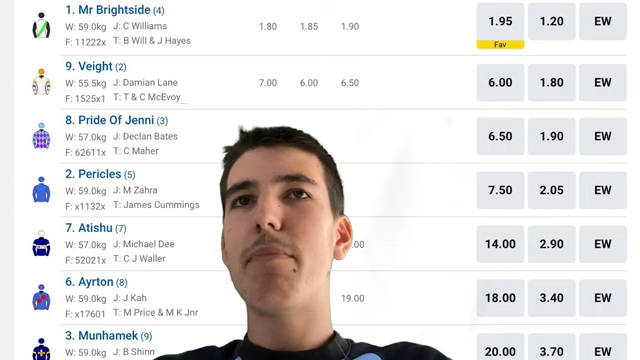 1. Mr Brightside (4)
W: 59.0kg J: C Williams 1.80 1.85 1.90 1.95 1.20 EW
F: 11222x T: B Will & J Hayes Fav
9. Veight (2)
W: 55.5kg J: Damian Lane 7.00 6.00 6.50 6.00 1.80 EW
F: 1525x1 T: T & C McEvoy_
8. Pride Of Jenni (3)
W: 57.0kg J: Declan Bates 6.50 1.90 EW
F: 62611x T: C Maher
2. Pericles (5)
W: 59.0kg J: M Zahra 7.50 2.05 EW
F: x1132x T: James Cummings
7. Atishu (7)
W: 57.0kg J: Michael Dee .00 14.00 2.90 EW
F: 52021x T: C J Waller
6. Ayrton (8)
W: 59.0kg J: J Kah 19.00 18.00 3.40 EW
F: x17601 T: M Price & M K Jnr
3. Munhamek (9)
W: 59.0kg J: B Shinn 20.00 3.70 EW